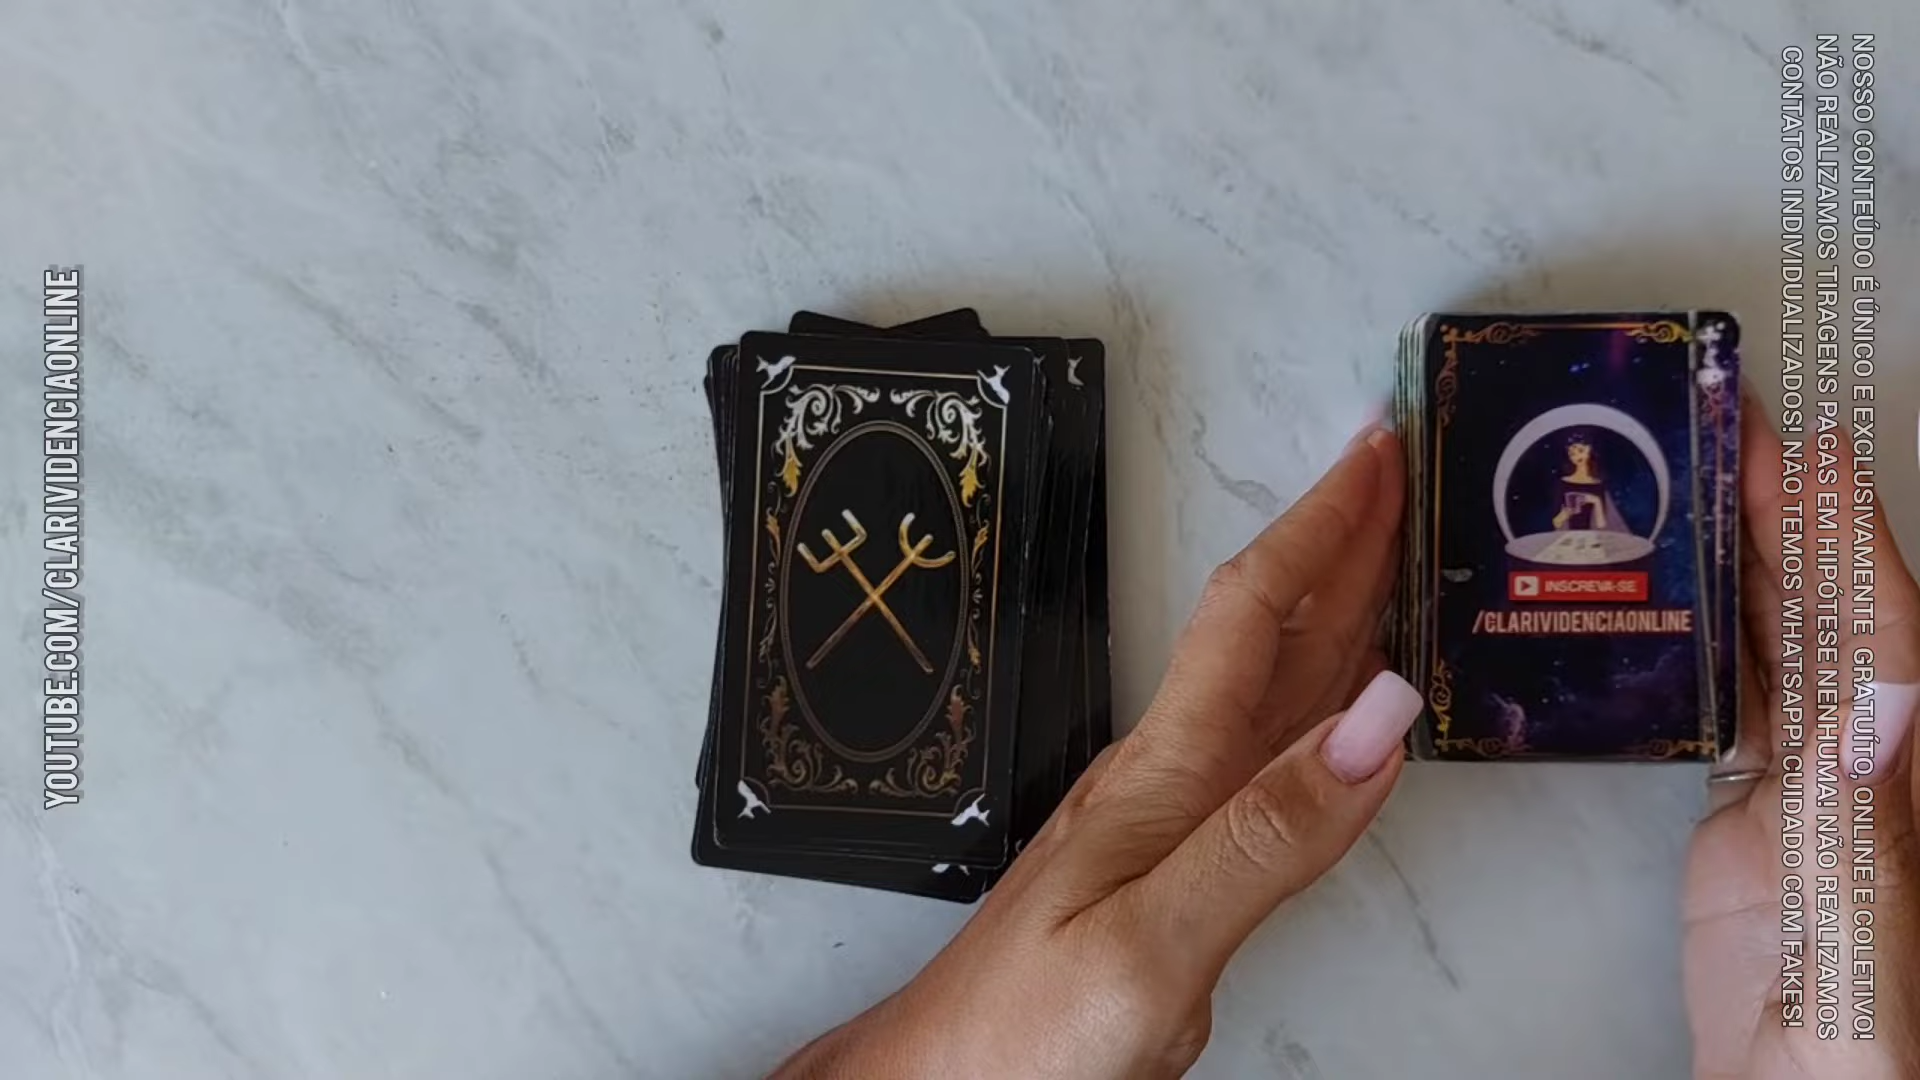 YOUTUBE.COM/CLARIVIDENCIAONLINE
INSCREVA-SE
/CLARIVIDENCIAONLINE
NOSSO CONTEÚDO É ÚNICO E EXCLUSIVAMENTE GRATUÍTO, ONLINE E COLETIVO!
NÃO REALIZAMOS TIRAGENS PAGAS EM HIPÓTESE NENHUMA! NÃO REALIZAMOS
CONTATOS INDIVIDUALIZADOS! NÃO TEMOS WHATSAPP! CUIDADO COM FAKES!